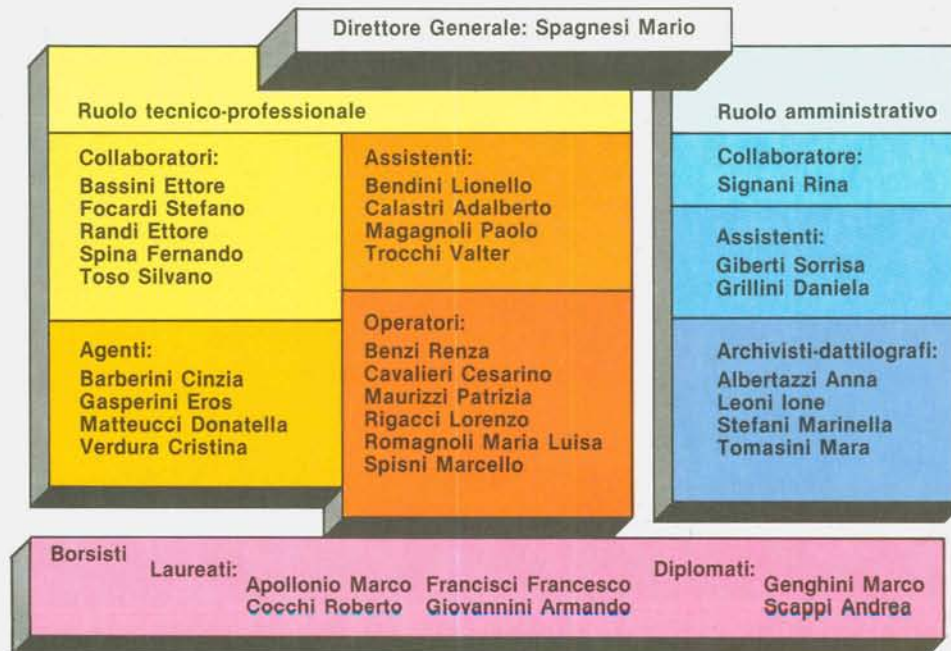 Direttore Generale: Spagnesi Mario
Ruolo tecnico-professionale
Collaboratori:
Bassini Ettore
Focardi Stefano
Randi Ettore
Spina Fernando
Toso Silvano
Assistenti:
Bendini Lionello
Calastri Adalberto
Magagnoli Paolo
Trocchi Valter
Agenti:
Barberini Cinzia
Gasperini Eros
Matteucci Donatella
Verdura Cristina
Operatori:
Benzi Renza
Cavalieri Cesarino
Maurizzi Patrizia
Rigacci Lorenzo
Romagnoli Maria Luisa
Spisni Marcello
Ruolo amministrativo
Collaboratore:
Signani Rina
Assistenti:
Giberti Sorrisa
Grillini Daniela
Archivisti-dattilografi:
Albertazzi Anna
Leoni Ione
Stefani Marinella
Tomasini Mara
Borsisti
Laureati:
Apollonio Marco
Cocchi Roberto
Francisci Francesco
Giovannini Armando
Diplomati:
Genghini Marco
Scappi Andrea